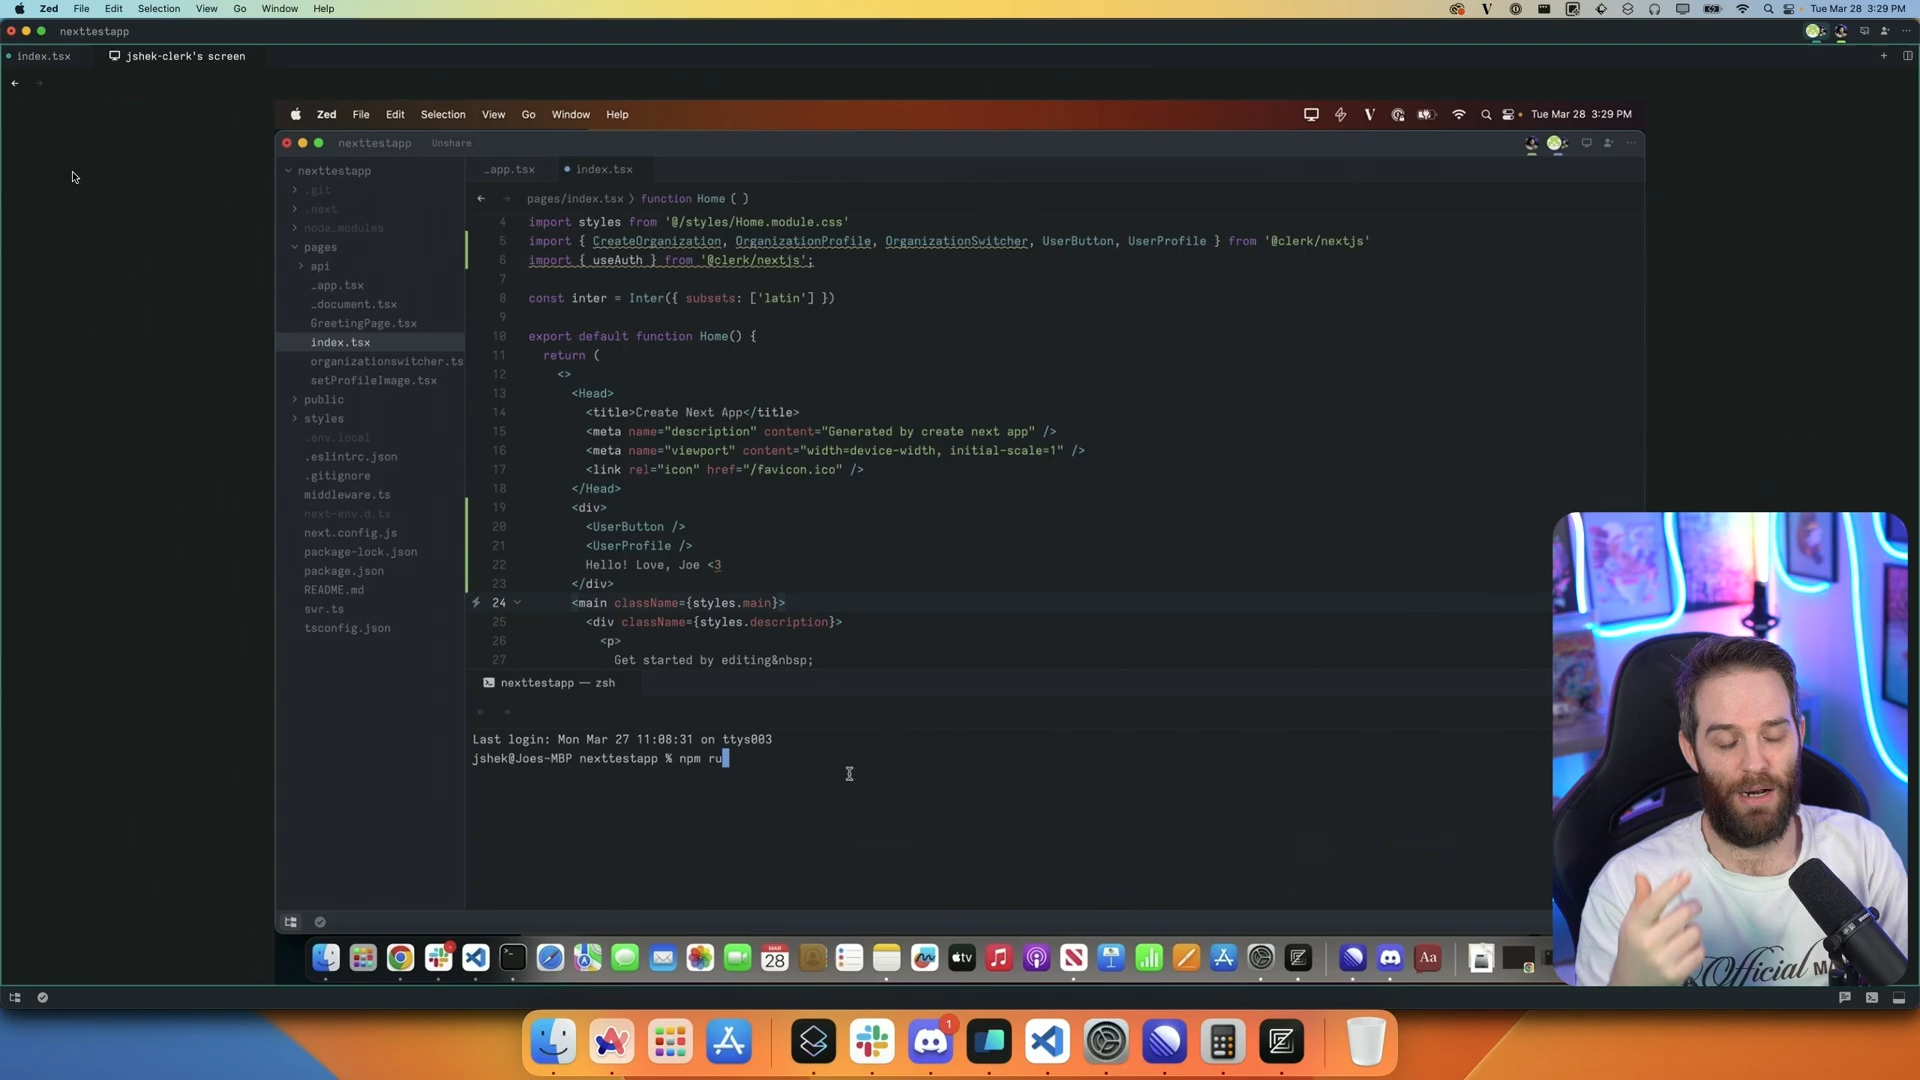 Zed File Edit Selection View Go Window Help
Tue Mar 28 3:29 PM
nexttestapp
index.tsx
jshek-clerk's screen
Zed File Edit Selection View Go Window Help
Tue Mar 28 3:29 PM
nexttestapp
Unshare
nexttestapp
.git
.next
node_modules
pages
api
_app.tsx
_document.tsx
GreetingPage.tsx
index.tsx
organizationswitcher.ts
setProfileImage.tsx
public
styles
.env.local
.eslintrc.json
.gitignore
middleware.ts
next-env.d.ts
next.config.js
package-lock.json
package.json
README.md
swr.ts
tsconfig.json
_app.tsx
index.tsx
pages/index.tsx 〉 function Home ( )
4 import styles from '@/styles/Home.module.css'
5 import { CreateOrganization, OrganizationProfile, OrganizationSwitcher, UserButton, UserProfile } from '@clerk/nextjs'
6 import { useAuth } from '@clerk/nextjs';
7
8 const inter = Inter({ subsets: ['latin'] })
9
10 export default function Home() {
11 return (
12 <>
13 <Head>
14 <title>Create Next App</title>
15 <meta name="description" content="Generated by create next app" />
16 <meta name="viewport" content="width=device-width, initial-scale=1" />
17 <link rel="icon" href="/favicon.ico" />
18 </Head>
19 <div>
20 <UserButton />
21 <UserProfile />
22 Hello! Love, Joe <3
23 </div>
24 <main className={styles.main}>
25 <div className={styles.description}>
26 <p>
27 Get started by editing&nbsp;
nexttestapp — zsh
Last login: Mon Mar 27 11:08:31 on ttys003
jshek@Joes-MBP nexttestapp % npm ru
MAR
28
tv
Aa
Official
1